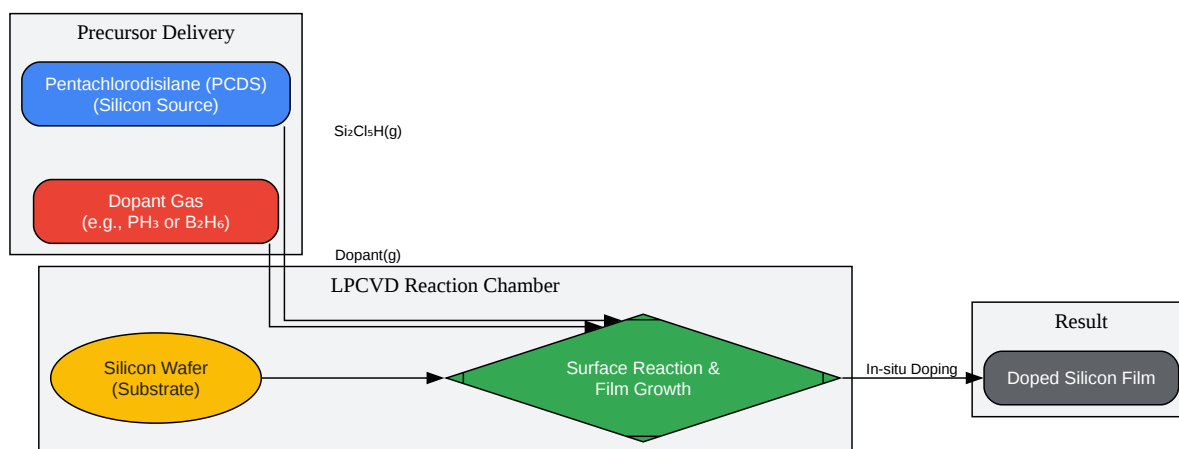 Precursor Delivery
Pentachlorodisilane (PCDS)
(Silicon Source)
Si₂Cl₅H(g)
Dopant Gas
(e.g., PH₃ or B₂H₆)
Dopant(g)
LPCVD Reaction Chamber
Silicon Wafer
(Substrate)
Surface Reaction &
Film Growth
In-situ Doping
Result
Doped Silicon Film